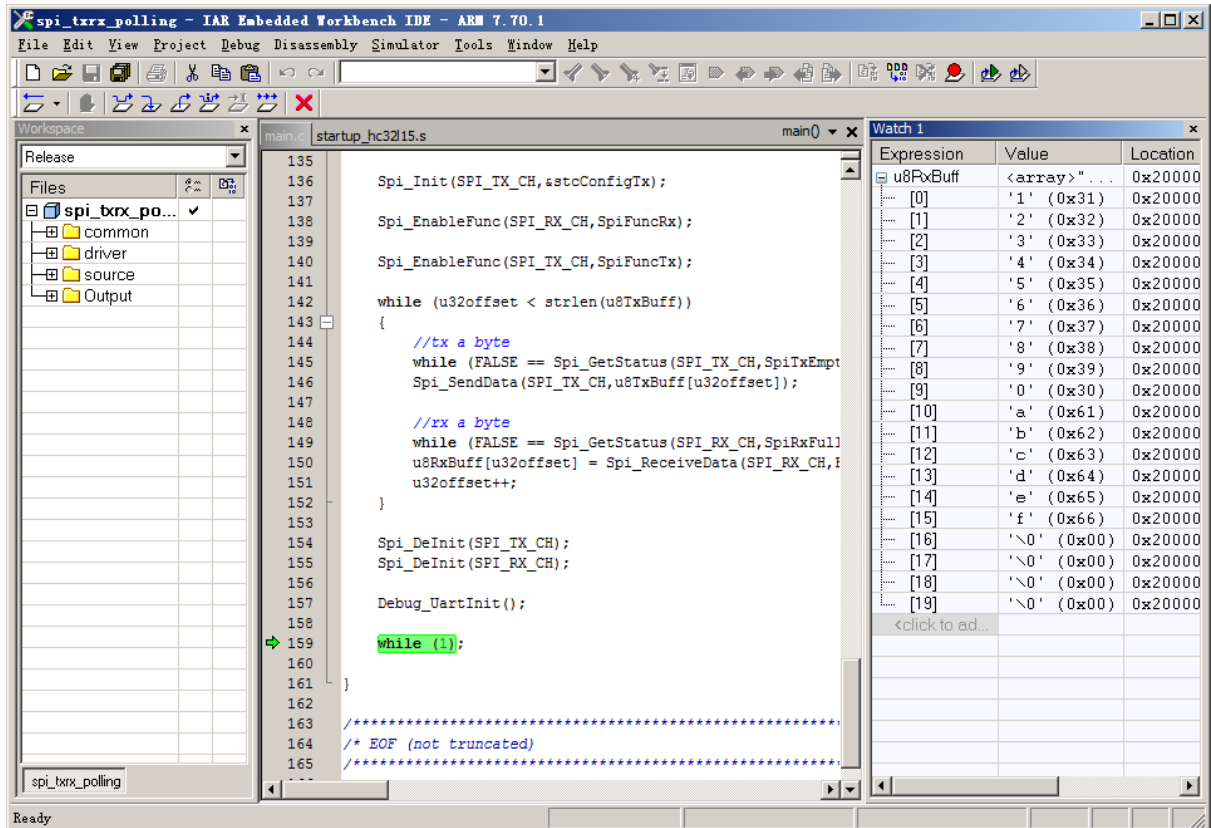 spi_txrx_polling - IAR Embedded Workbench IDE - ARM 7.70.1
File Edit View Project Debug Disassembly Simulator Tools Window Help
Workspace
Release
Files
spi_txrx_po...
common
driver
source
Output
spi_txrx_polling
main.c startup_hc32l15.s main()
135
136 Spi_Init(SPI_TX_CH,&stcConfigTx);
137
138 Spi_EnableFunc(SPI_RX_CH,SpiFuncRx);
139
140 Spi_EnableFunc(SPI_TX_CH,SpiFuncTx);
141
142 while (u32offset < strlen(u8TxBuff))
143 {
144 //tx a byte
145 while (FALSE == Spi_GetStatus(SPI_TX_CH,SpiTxEmpt
146 Spi_SendData(SPI_TX_CH,u8TxBuff[u32offset]);
147
148 //rx a byte
149 while (FALSE == Spi_GetStatus(SPI_RX_CH,SpiRxFull
150 u8RxBuff[u32offset] = Spi_ReceiveData(SPI_RX_CH,
151 u32offset++;
152 }
153
154 Spi_DeInit(SPI_TX_CH);
155 Spi_DeInit(SPI_RX_CH);
156
157 Debug_UartInit();
158
159 while (1);
160
161 }
162
163 /*******************************************************
164 /* EOF (not truncated)
165 /*******************************************************
Watch 1
Expression Value Location
u8RxBuff <array>"... 0x20000
[0] '1' (0x31) 0x20000
[1] '2' (0x32) 0x20000
[2] '3' (0x33) 0x20000
[3] '4' (0x34) 0x20000
[4] '5' (0x35) 0x20000
[5] '6' (0x36) 0x20000
[6] '7' (0x37) 0x20000
[7] '8' (0x38) 0x20000
[8] '9' (0x39) 0x20000
[9] '0' (0x30) 0x20000
[10] 'a' (0x61) 0x20000
[11] 'b' (0x62) 0x20000
[12] 'c' (0x63) 0x20000
[13] 'd' (0x64) 0x20000
[14] 'e' (0x65) 0x20000
[15] 'f' (0x66) 0x20000
[16] '\0' (0x00) 0x20000
[17] '\0' (0x00) 0x20000
[18] '\0' (0x00) 0x20000
[19] '\0' (0x00) 0x20000
<click to ad...
Ready